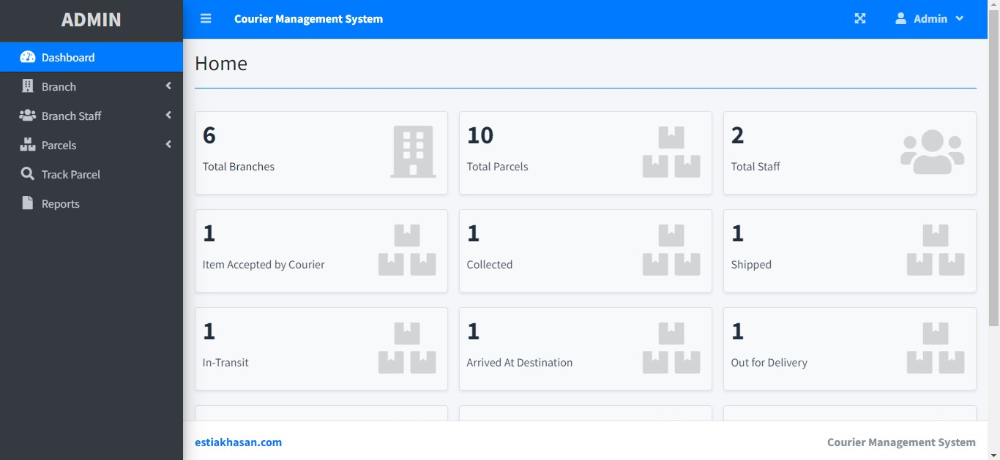 ADMIN
Courier Management System
Admin
Dashboard
Branch
Branch Staff
Parcels
Track Parcel
Reports
Home
6
Total Branches
10
Total Parcels
2
Total Staff
1
Item Accepted by Courier
1
Collected
1
Shipped
1
In-Transit
1
Arrived At Destination
1
Out for Delivery
estiakhasan.com
Courier Management System